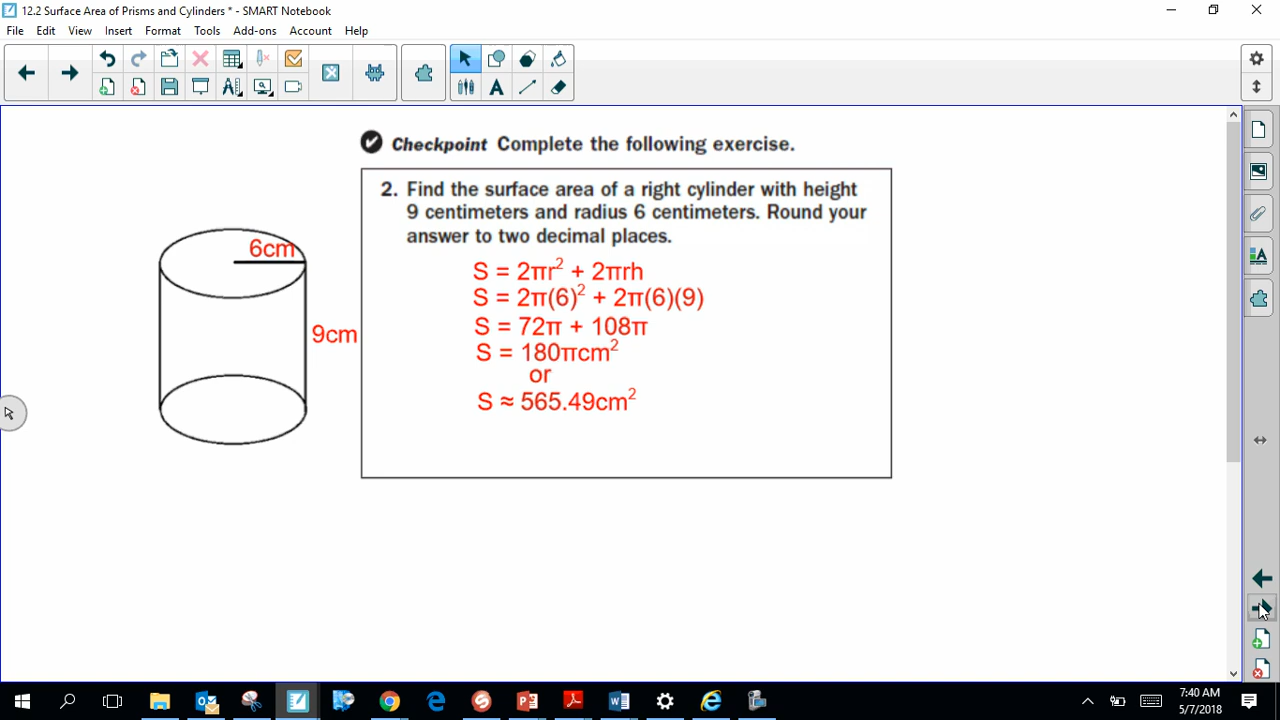 12.2 Surface Area of Prisms and Cylinders * - SMART Notebook
File Edit View Insert Format Tools Add-ons Account Help
Checkpoint Complete the following exercise.
2. Find the surface area of a right cylinder with height
9 centimeters and radius 6 centimeters. Round your
answer to two decimal places.
6cm
9cm
S = 2πr² + 2πrh
S = 2π(6)² + 2π(6)(9)
S = 72π + 108π
S = 180πcm²
or
S ≈ 565.49cm²
7:40 AM
5/7/2018